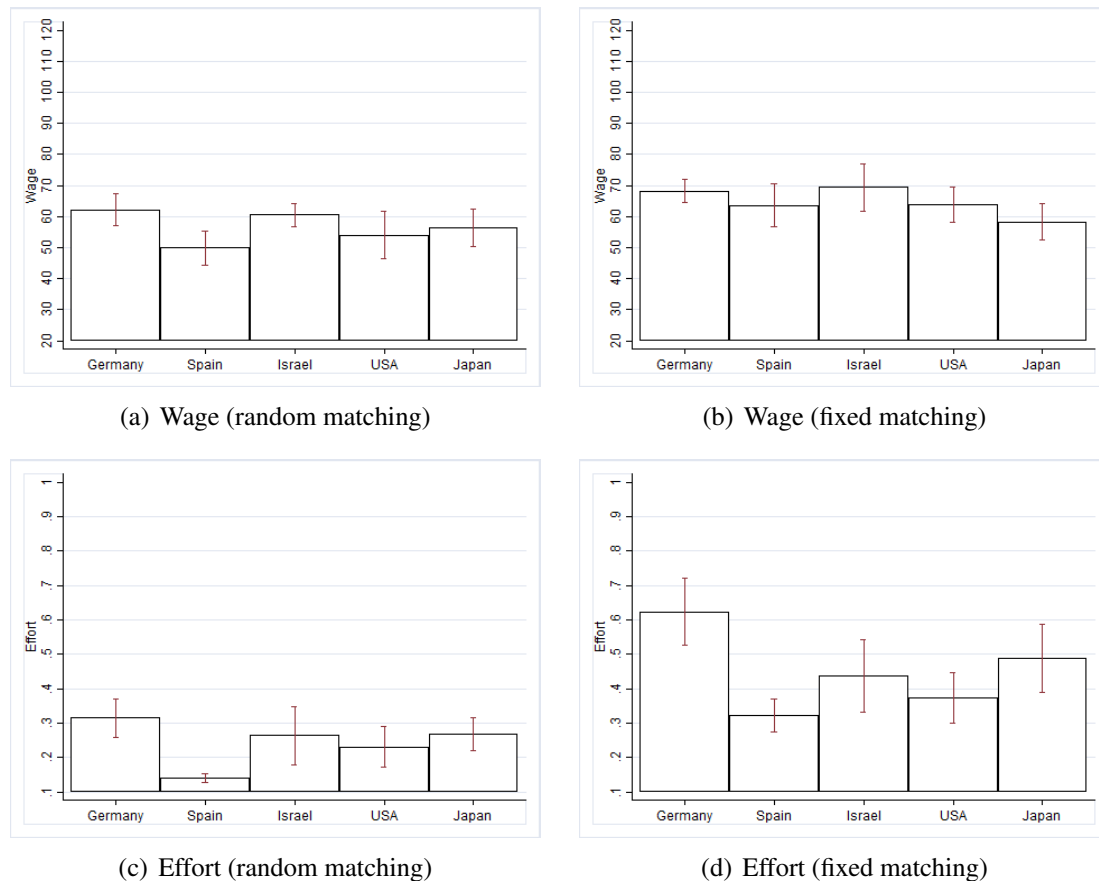 Wage
20 30 40 50 60 70 80 90 100 110 120
Germany Spain Israel USA Japan
(a) Wage (random matching)
Wage
20 30 40 50 60 70 80 90 100 110 120
Germany Spain Israel USA Japan
(b) Wage (fixed matching)
Effort
.1 .2 .3 .4 .5 .6 .7 .8 .9 1
Germany Spain Israel USA Japan
(c) Effort (random matching)
Effort
.1 .2 .3 .4 .5 .6 .7 .8 .9 1
Germany Spain Israel USA Japan
(d) Effort (fixed matching)